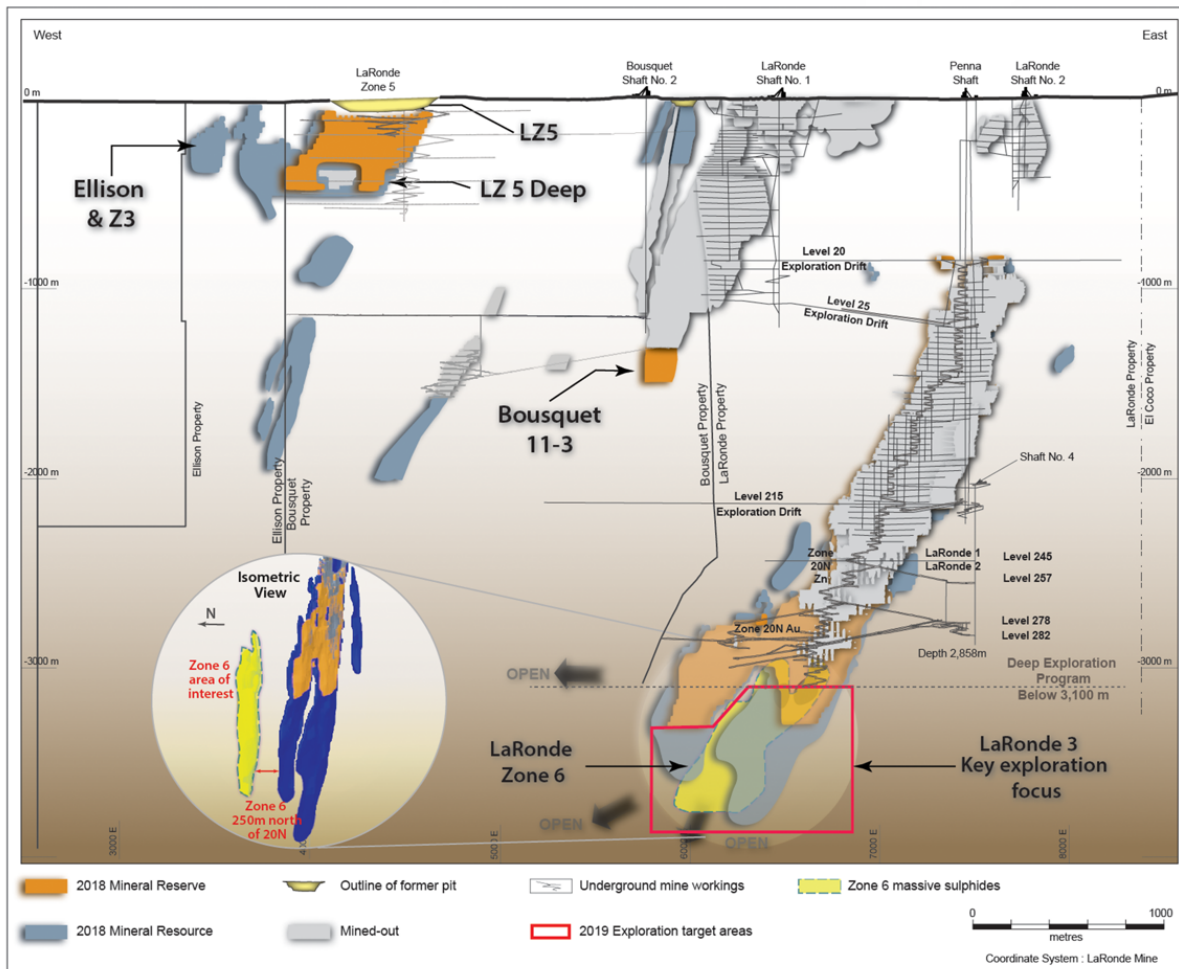 West
East
LaRonde
Zone 5
Bousquet
Shaft No. 2
LaRonde
Shaft No. 1
Penna
Shaft
LaRonde
Shaft No. 2
0 m
0 m
LZ5
Ellison
& Z3
LZ 5 Deep
Level 20
Exploration Drift
-1000 m
-1000 m
Level 25
Exploration Drift
Bousquet
11-3
Ellison Property
Ellison Property
Bousquet
Property
Bousquet Property
LaRonde Property
LaRonde Property
El Coco Property
-2000 m
-2000 m
Shaft No. 4
Level 215
Exploration Drift
Zone
20N
Zn
LaRonde 1
LaRonde 2
Level 245
Level 257
Level 278
Level 282
Zone 20N Au
Depth 2,858m
-3000 m
-3000 m
Deep Exploration
Program
Below 3,100 m
OPEN
Isometric
View
N
Zone 6
area of
interest
Zone 6
250m north
of 20N
LaRonde
Zone 6
LaRonde 3
Key exploration
focus
OPEN
OPEN
3000 E
5000 E
6000 E
7000 E
8000 E
2018 Mineral Reserve
Outline of former pit
Underground mine workings
Zone 6 massive sulphides
2018 Mineral Resource
Mined-out
2019 Exploration target areas
0
1000
metres
Coordinate System : LaRonde Mine